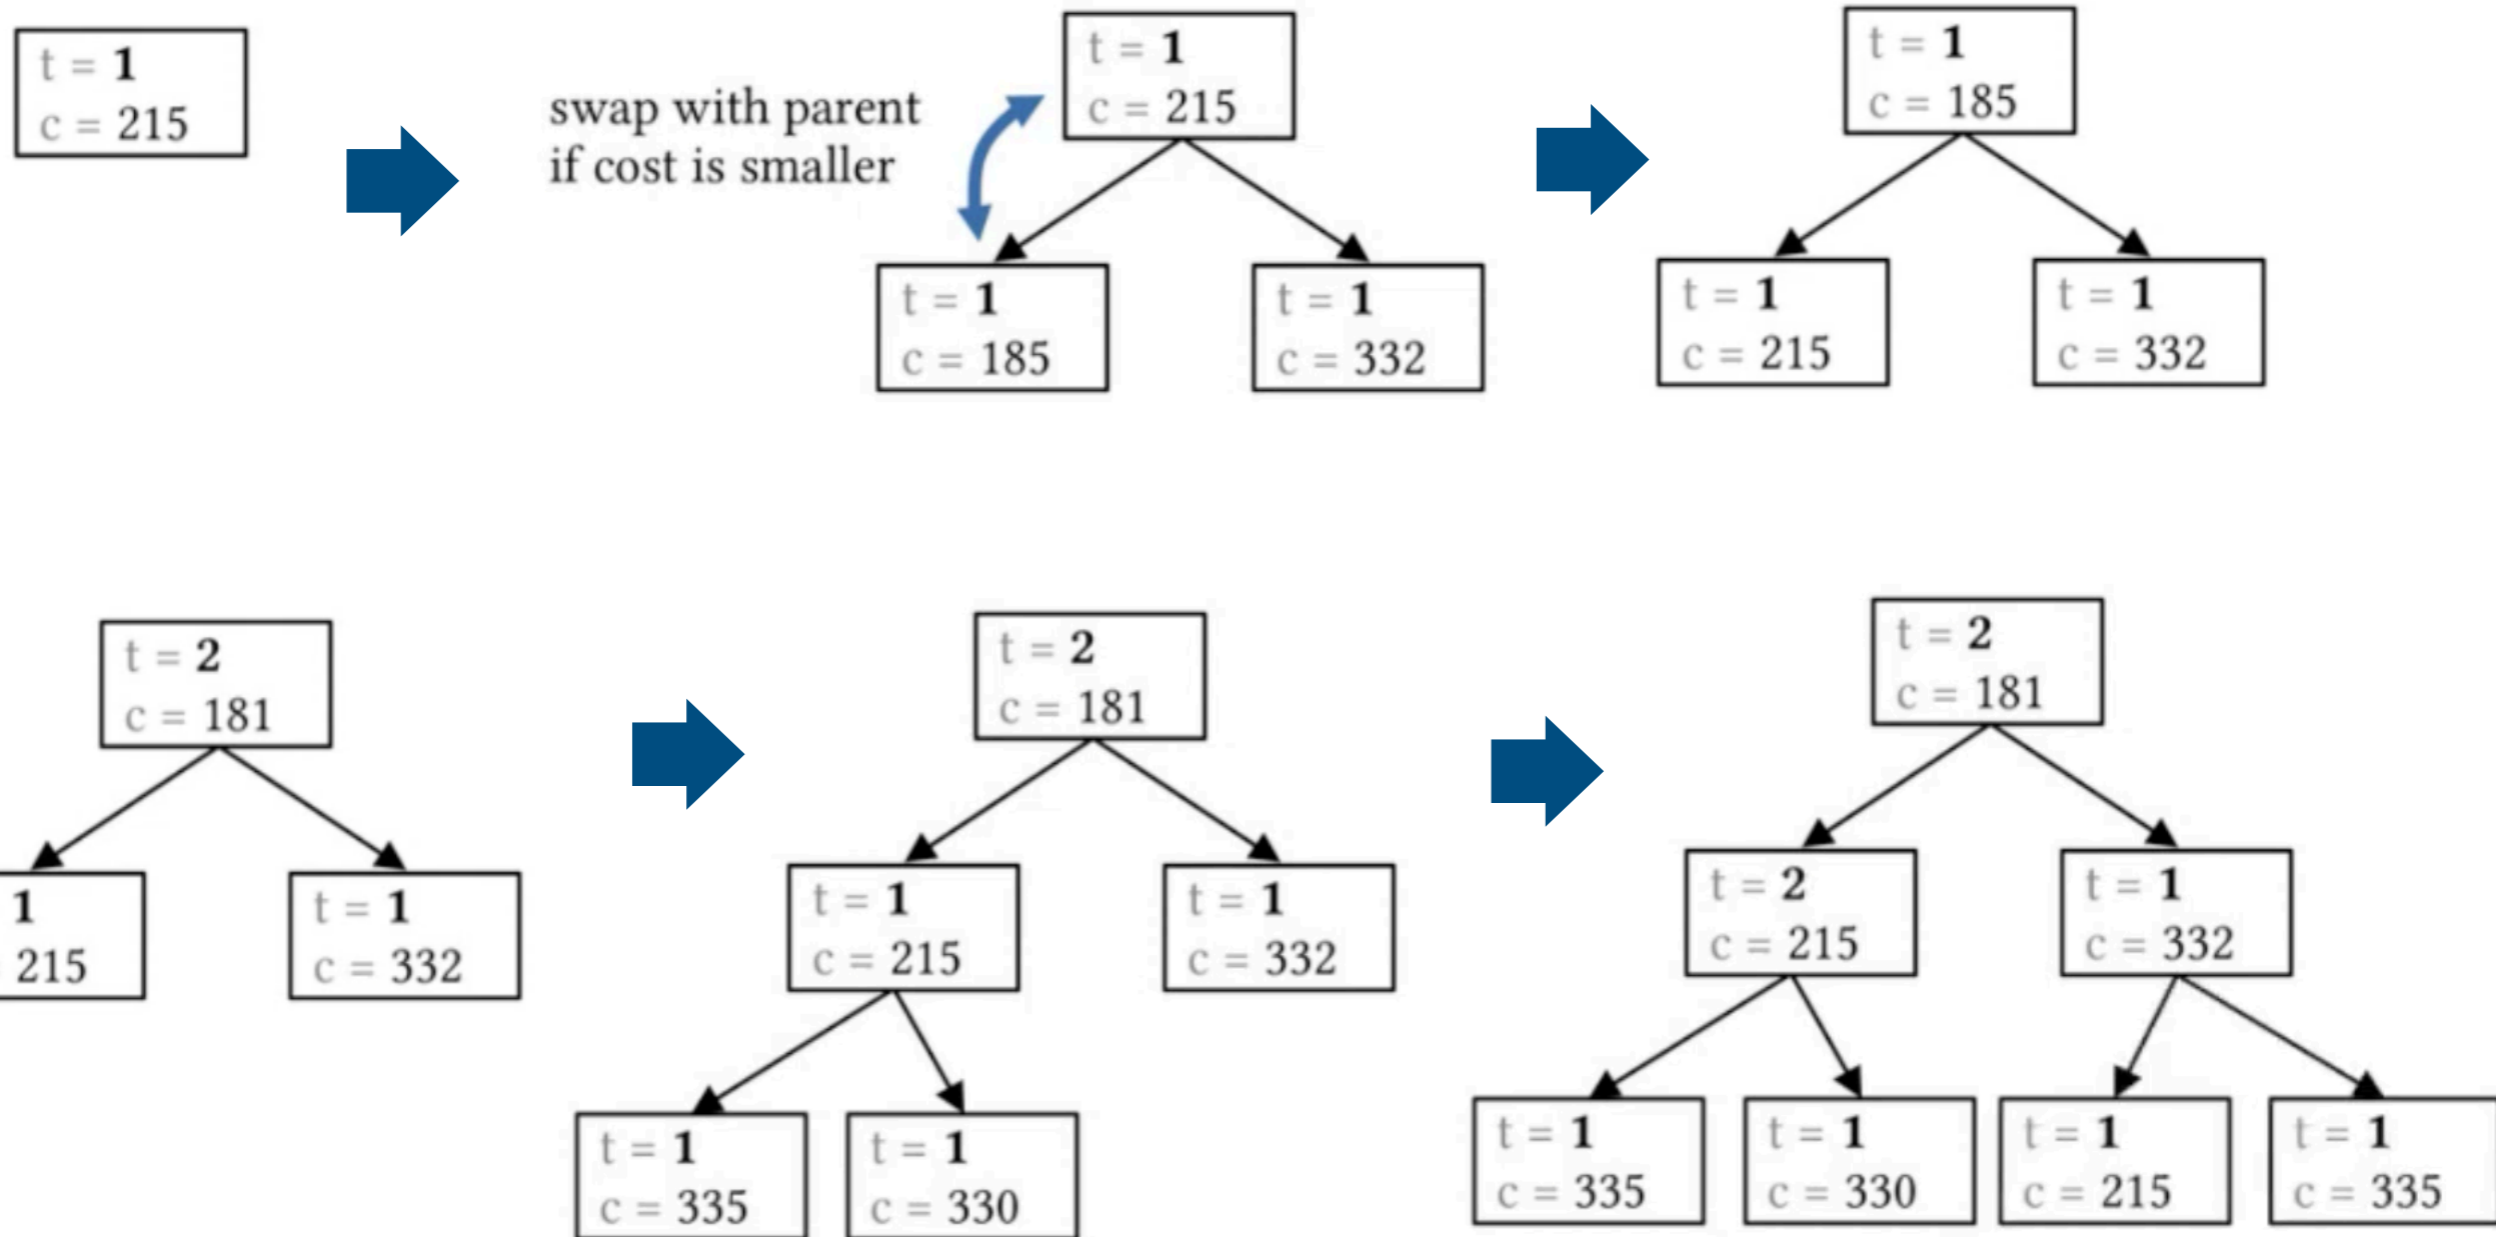 t = 1
c = 215
swap with parent
if cost is smaller
t = 1
c = 215
t = 1
c = 185
t = 1
c = 332
t = 1
c = 185
t = 1
c = 215
t = 1
c = 332
t = 2
c = 181
1
215
t = 1
c = 332
t = 2
c = 181
t = 1
c = 215
t = 1
c = 332
t = 1
c = 335
t = 1
c = 330
t = 2
c = 181
t = 2
c = 215
t = 1
c = 332
t = 1
c = 335
t = 1
c = 330
t = 1
c = 215
t = 1
c = 335